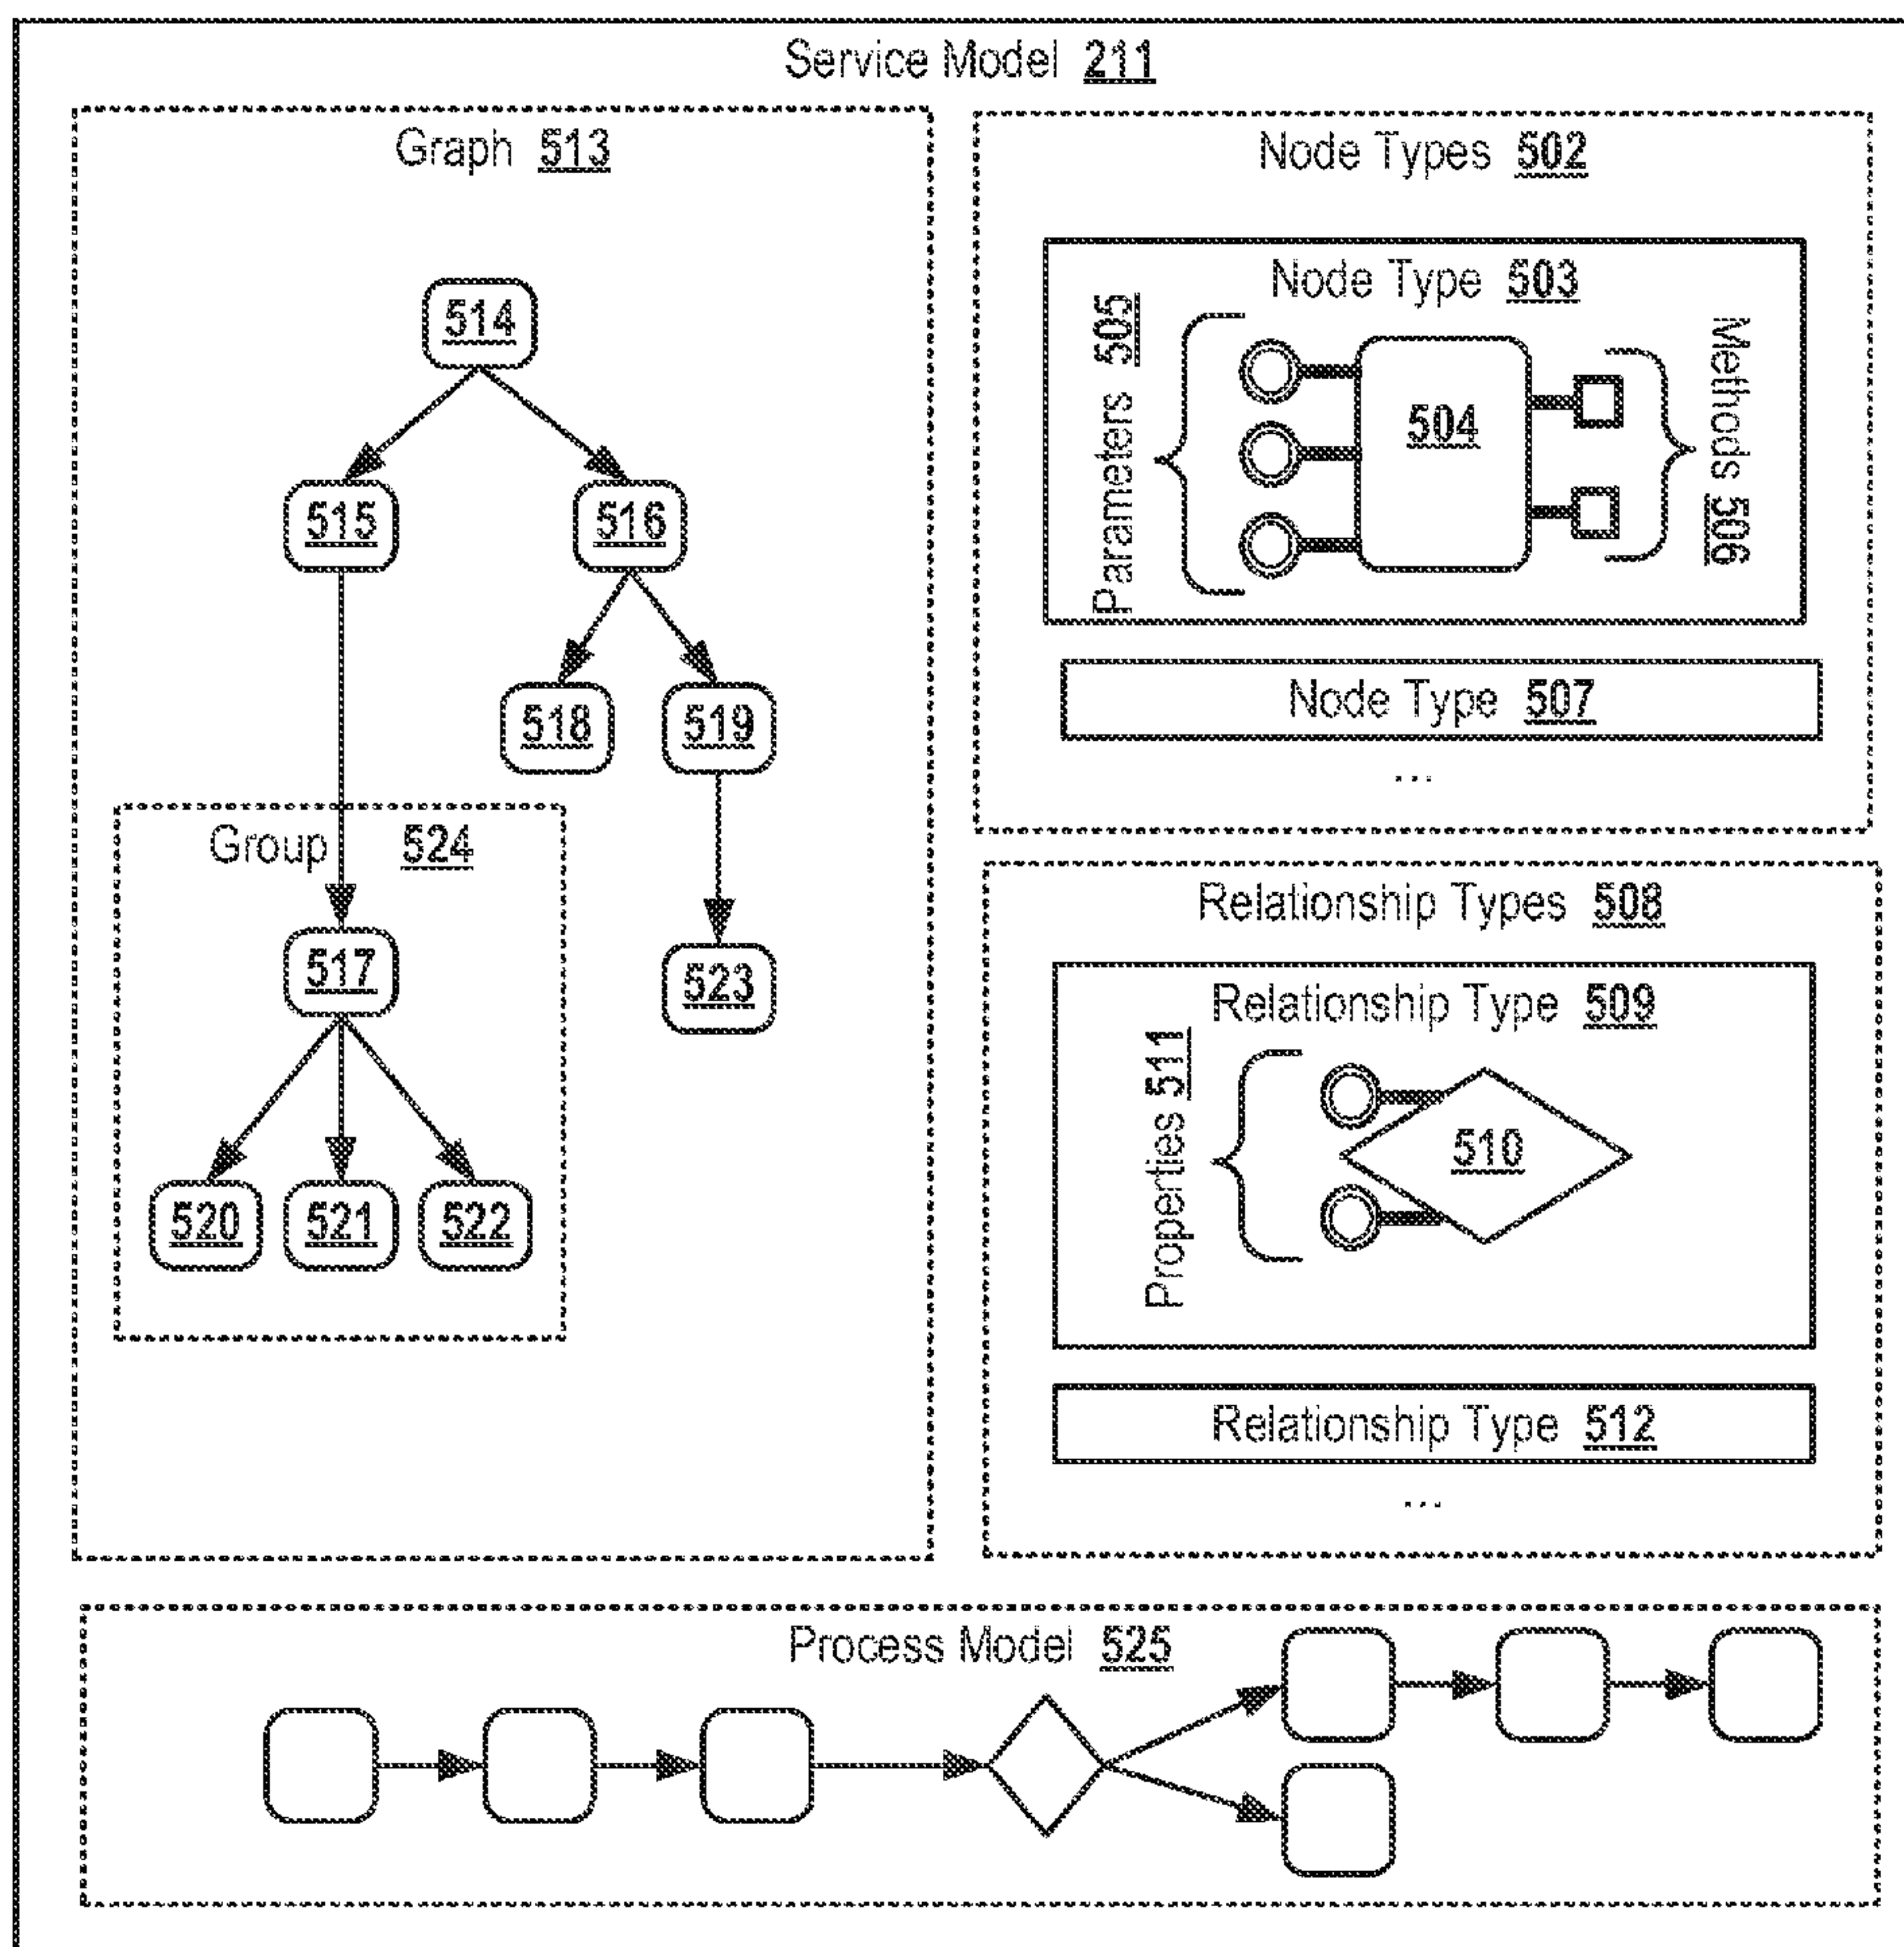 Service Model 211
Graph 513
514
515 516
518 519
Group 524
517
523
520 521 522
Node Types 502
Node Type 503
Parameters 505
504
Methods 506
Node Type 507
...
Relationship Types 508
Relationship Type 509
Properties 511
510
Relationship Type 512
...
Process Model 525